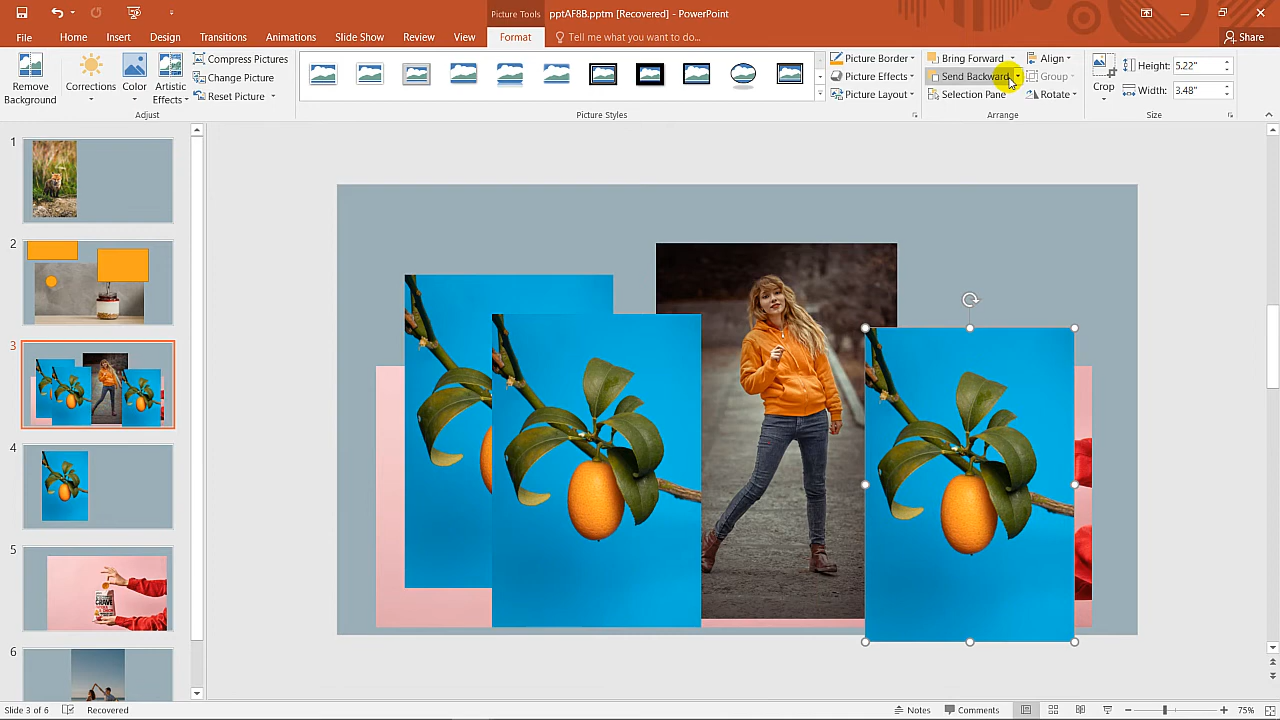 Picture Tools
pptAF8B.pptm [Recovered] - PowerPoint
File Home Insert Design Transitions Animations Slide Show Review View Format Tell me what you want to do... Share
Remove Background
Corrections
Color
Artistic Effects
Compress Pictures
Change Picture
Reset Picture
Adjust
Picture Styles
Picture Border
Picture Effects
Picture Layout
Bring Forward
Send Backward
Selection Pane
Align
Group
Rotate
Arrange
Crop
Height: 5.22"
Width: 3.48"
Size
1
2
3
4
5
6
Slide 3 of 6
Recovered
Notes
Comments
75%